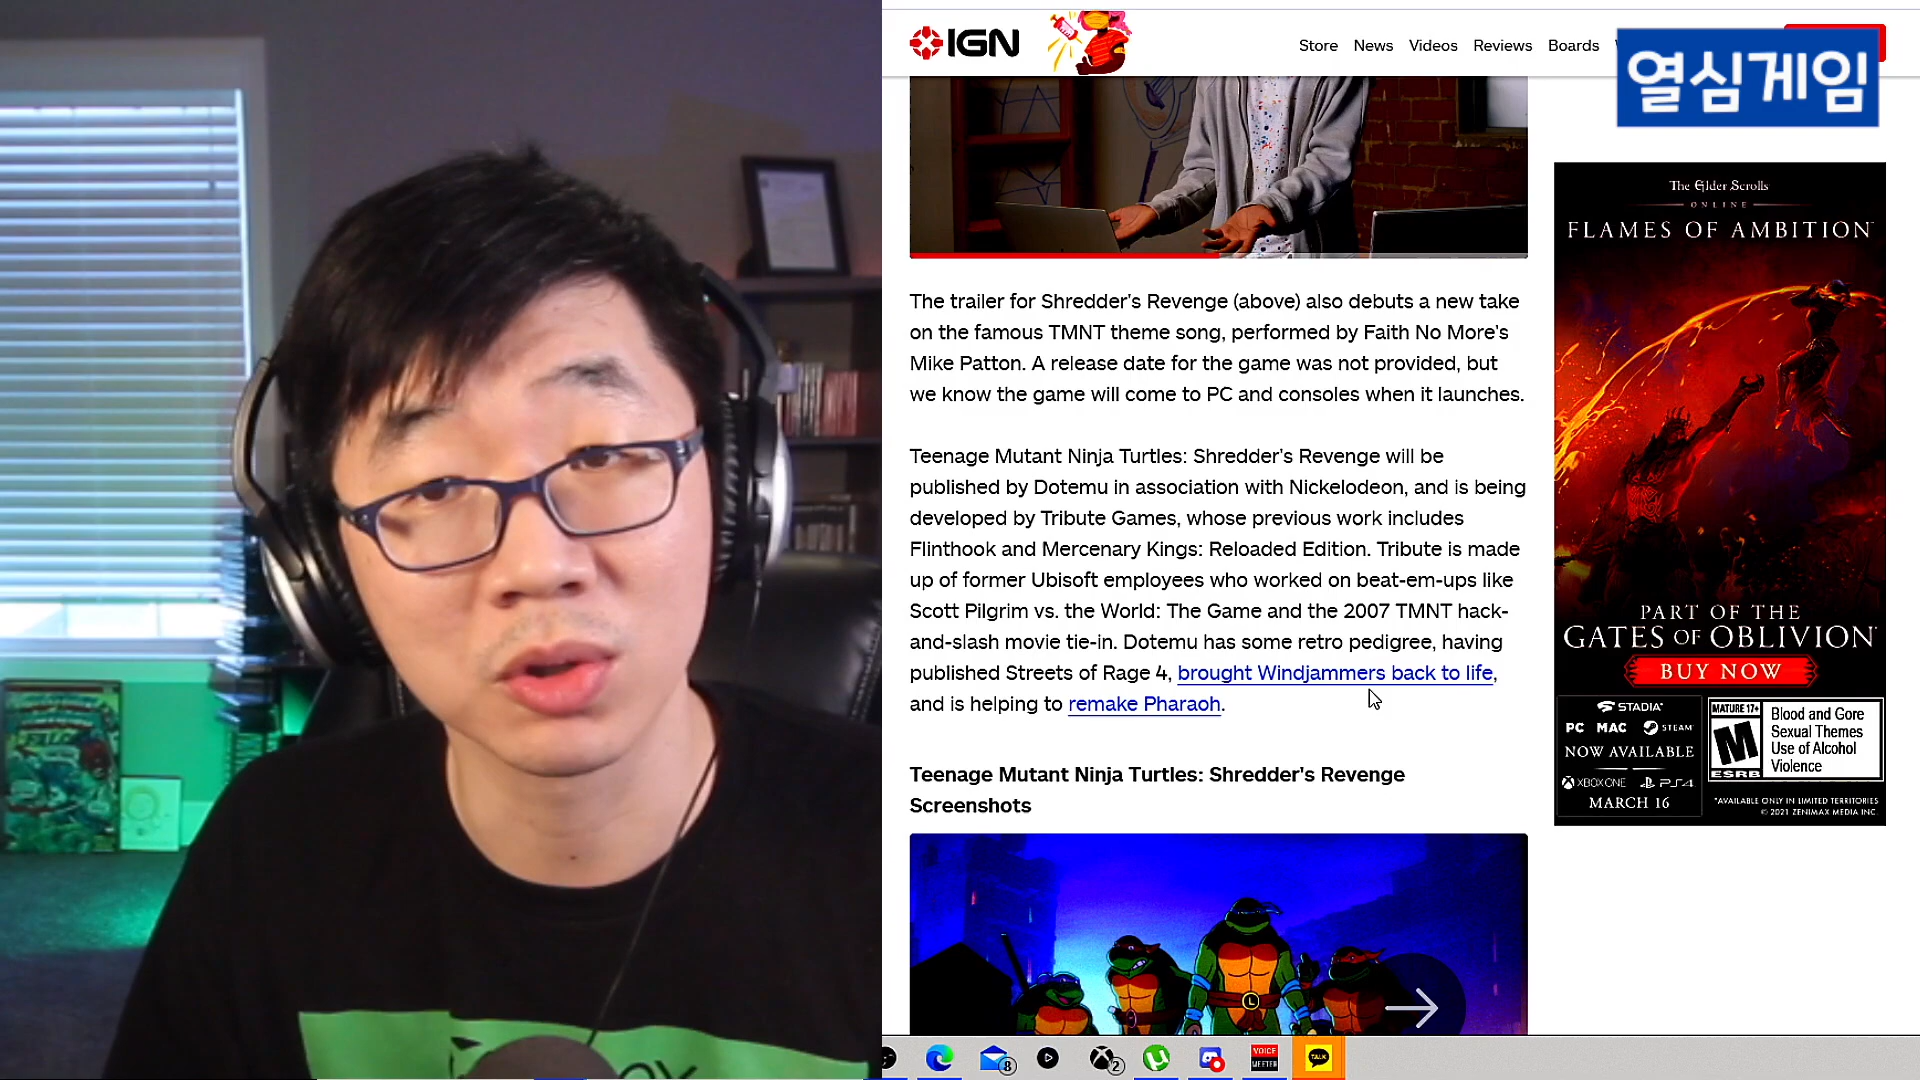 IGN
Store News Videos Reviews Boards
열심게임
The trailer for Shredder's Revenge (above) also debuts a new take
on the famous TMNT theme song, performed by Faith No More's
Mike Patton. A release date for the game was not provided, but
we know the game will come to PC and consoles when it launches.
Teenage Mutant Ninja Turtles: Shredder's Revenge will be
published by Dotemu in association with Nickelodeon, and is being
developed by Tribute Games, whose previous work includes
Flinthook and Mercenary Kings: Reloaded Edition. Tribute is made
up of former Ubisoft employees who worked on beat-em-ups like
Scott Pilgrim vs. the World: The Game and the 2007 TMNT hack-
and-slash movie tie-in. Dotemu has some retro pedigree, having
published Streets of Rage 4, brought Windjammers back to life,
and is helping to remake Pharaoh.
Teenage Mutant Ninja Turtles: Shredder's Revenge
Screenshots
The Elder Scrolls
ONLINE
FLAMES OF AMBITION
PART OF THE
GATES OF OBLIVION
BUY NOW
STADIA
PC MAC STEAM
NOW AVAILABLE
XBOX ONE PS4
MARCH 16
MATURE 17+
M
ESRB
Blood and Gore
Sexual Themes
Use of Alcohol
Violence
*AVAILABLE ONLY IN LIMITED TERRITORIES
© 2021 ZENIMAX MEDIA INC.
L
8
2
VOICE
MEETER
TALK